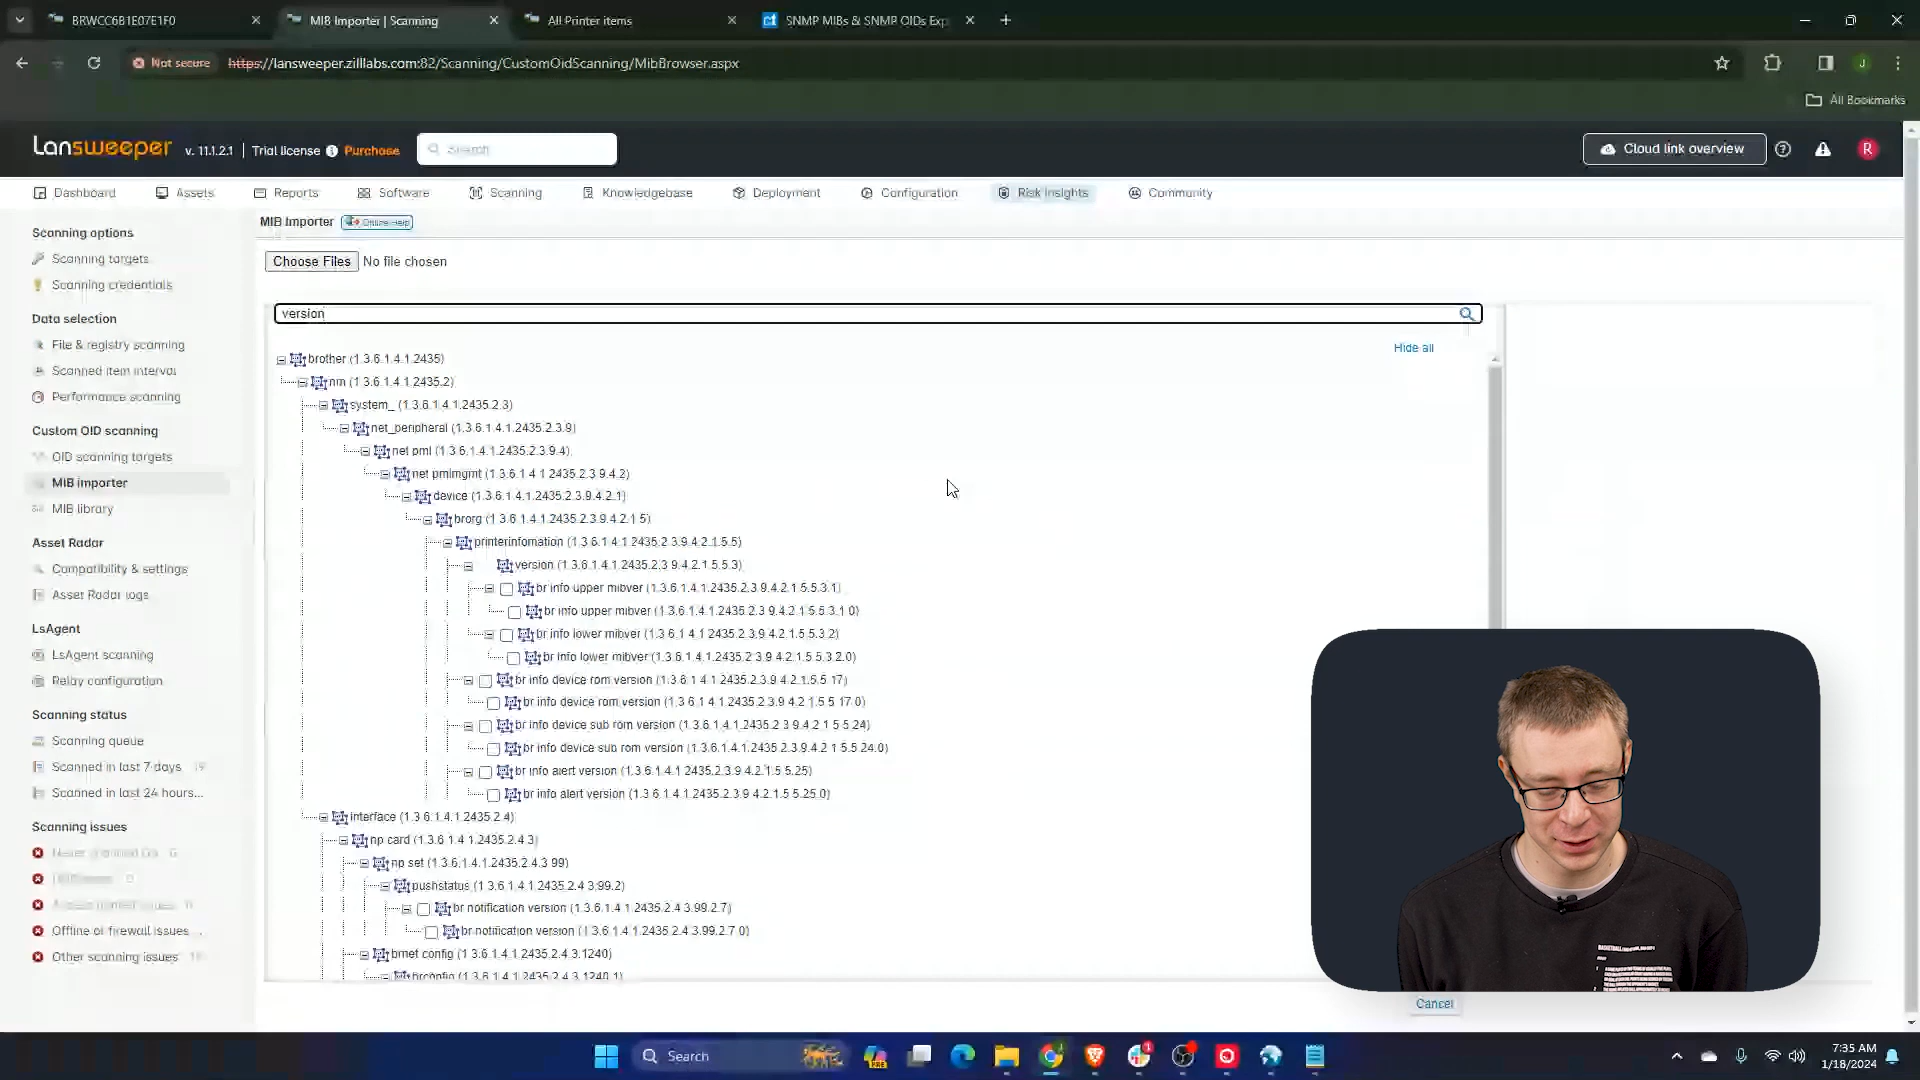 BRWCC6B1E07E1F0
MIB Importer | Scanning
All Printer items
SNMP MIBs & SNMP OIDs Exp
Not secure
https://lansweeper.zilllabs.com:82/Scanning/CustomOidScanning/MibBrowser.aspx
All Bookmarks
Lansweeper v. 11.1.2.1 | Trial license Purchase
Search
Cloud link overview
R
Dashboard
Assets
Reports
Software
Scanning
Knowledgebase
Deployment
Configuration
Risk Insights
Community
MIB Importer
Online Help
Scanning options
Scanning targets
Scanning credentials
Data selection
File & registry scanning
Scanned item interval
Performance scanning
Custom OID scanning
OID scanning targets
MIB importer
MIB library
Asset Radar
Compatibility & settings
Asset Radar logs
LsAgent
LsAgent scanning
Relay configuration
Scanning status
Scanning queue
Scanned in last 7 days 19
Scanned in last 24 hours...
Scanning issues
Offline or firewall issues ...
Other scanning issues
Choose Files No file chosen
version
Hide all
brother (1.3.6.1.4.1.2435)
nm (1.3.6.1.4.1.2435.2)
system_ (1.3.6.1.4.1.2435.2.3)
net_peripheral (1.3.6.1.4.1.2435.2.3.9)
net pml (1.3.6.1.4.1.2435.2.3.9.4)
net pmlmgmt (1.3.6.1.4.1.2435.2.3.9.4.2)
device (1.3.6.1.4.1.2435.2.3.9.4.2.1)
brorg (1.3.6.1.4.1.2435.2.3.9.4.2.1.5)
printerinfomation (1.3.6.1.4.1.2435.2.3.9.4.2.1.5.5)
version (1.3.6.1.4.1.2435.2.3.9.4.2.1.5.5.3)
br info upper mibver (1.3.6.1.4.1.2435.2.3.9.4.2.1.5.5.3.1)
br info upper mibver (1.3.6.1.4.1.2435.2.3.9.4.2.1.5.5.3.1.0)
br info lower mibver (1.3.6.1.4.1.2435.2.3.9.4.2.1.5.5.3.2)
br info lower mibver (1.3.6.1.4.1.2435.2.3.9.4.2.1.5.5.3.2.0)
br info device rom version (1.3.6.1.4.1.2435.2.3.9.4.2.1.5.5.17)
br info device rom version (1.3.6.1.4.1.2435.2.3.9.4.2.1.5.5.17.0)
br info device sub rom version (1.3.6.1.4.1.2435.2.3.9.4.2.1.5.5.24)
br info device sub rom version (1.3.6.1.4.1.2435.2.3.9.4.2.1.5.5.24.0)
br info alert version (1.3.6.1.4.1.2435.2.3.9.4.2.1.5.5.25)
br info alert version (1.3.6.1.4.1.2435.2.3.9.4.2.1.5.5.25.0)
interface (1.3.6.1.4.1.2435.2.4)
np card (1.3.6.1.4.1.2435.2.4.3)
np set (1.3.6.1.4.1.2435.2.4.3.99)
pushstatus (1.3.6.1.4.1.2435.2.4.3.99.2)
br notification version (1.3.6.1.4.1.2435.2.4.3.99.2.7)
br notification version (1.3.6.1.4.1.2435.2.4.3.99.2.7.0)
brnet config (1.3.6.1.4.1.2435.2.4.3.1240)
brconfig (1.3.6.1.4.1.2435.2.4.3.1240.1)
Cancel
Search
7:35 AM
1/18/2024